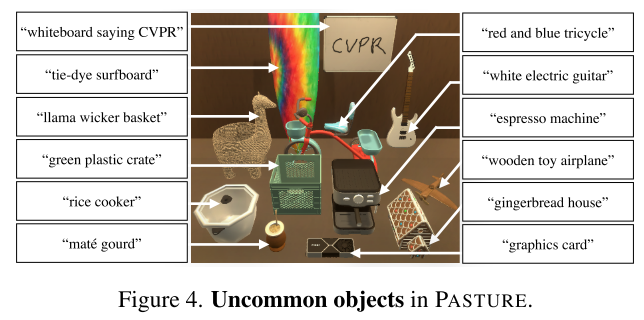 “whiteboard saying CVPR”
“tie-dye surfboard”
“llama wicker basket”
“green plastic crate”
“rice cooker”
“maté gourd”
CVPR
“red and blue tricycle”
“white electric guitar”
“espresso machine”
“wooden toy airplane”
“gingerbread house”
“graphics card”
Figure 4. Uncommon objects in PASTURE.